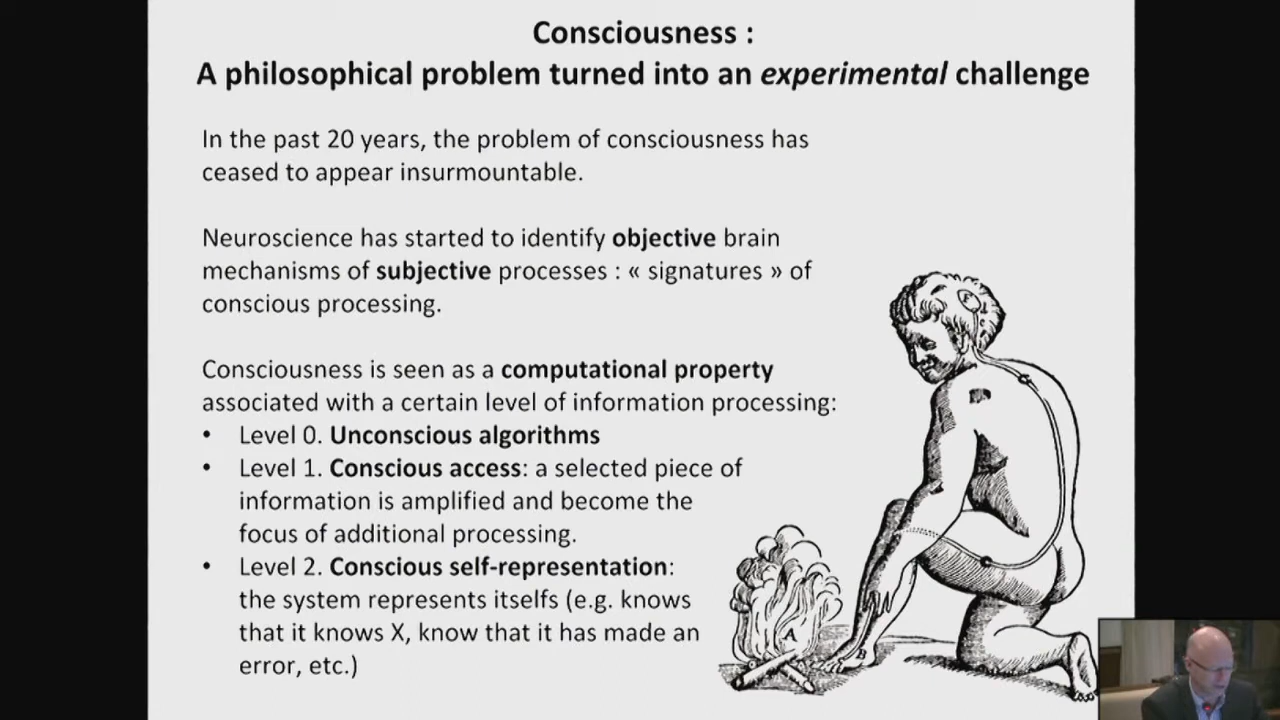 Consciousness :
A philosophical problem turned into an experimental challenge
In the past 20 years, the problem of consciousness has
ceased to appear insurmountable.
Neuroscience has started to identify objective brain
mechanisms of subjective processes : « signatures » of
conscious processing.
Consciousness is seen as a computational property
associated with a certain level of information processing:
• Level 0. Unconscious algorithms
• Level 1. Conscious access: a selected piece of
information is amplified and become the
focus of additional processing.
• Level 2. Conscious self-representation:
the system represents itselfs (e.g. knows
that it knows X, know that it has made an
error, etc.)
A
B